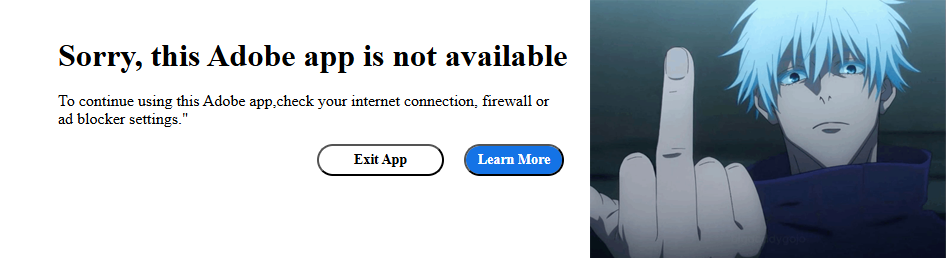 Sorry, this Adobe app is not available
To continue using this Adobe app,check your internet connection, firewall or
ad blocker settings."
Exit App
Learn More